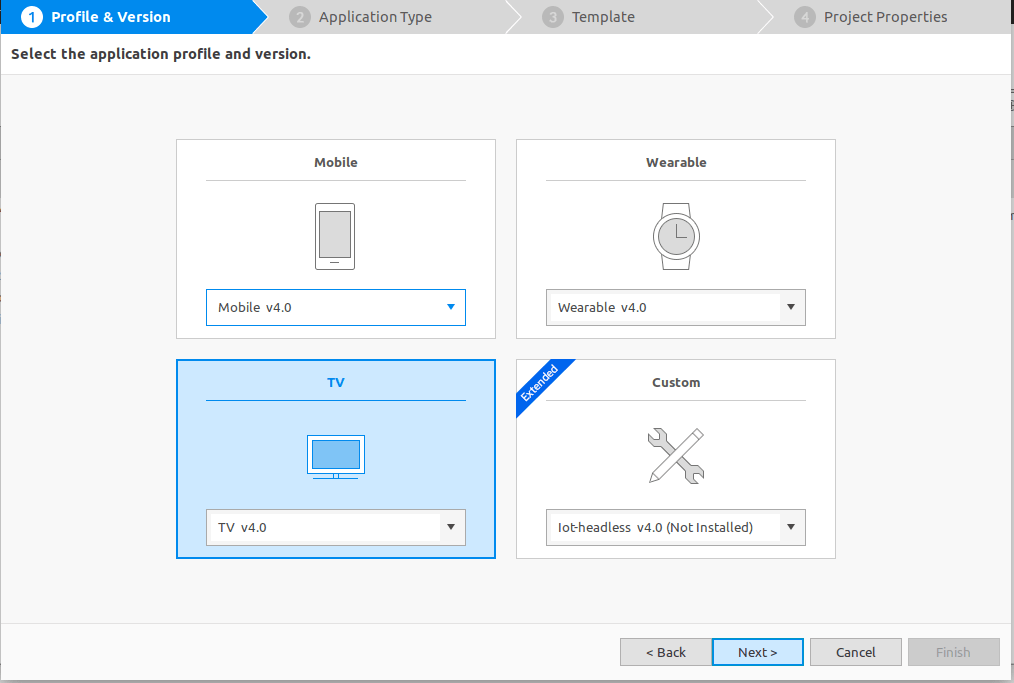 1 Profile & Version
2 Application Type
3 Template
4 Project Properties
Select the application profile and version.
Mobile
Mobile v4.0
Wearable
Wearable v4.0
TV
TV v4.0
Extended
Custom
Iot-headless v4.0 (Not Installed)
< Back
Next >
Cancel
Finish